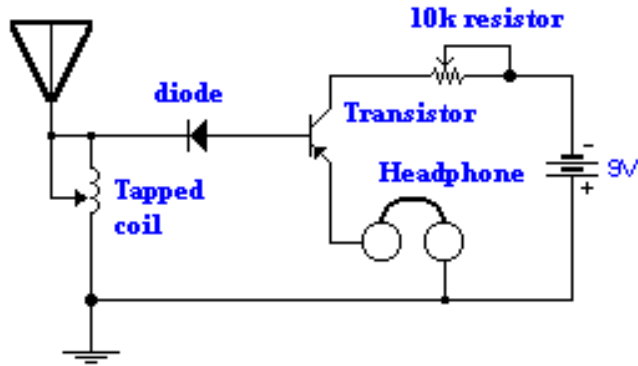 10k resistor
diode
Transistor
Headphone
-
9V
+
Tapped
coil